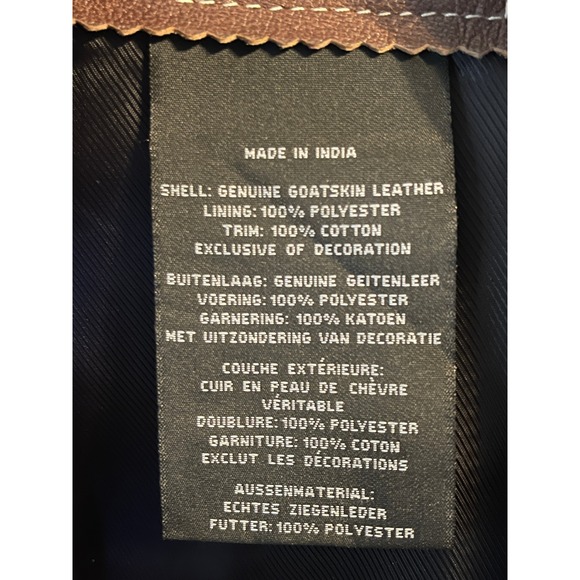 MADE IN INDIA
SHELL: GENUINE GOATSKIN LEATHER
LINING: 100% POLYESTER
TRIM: 100% COTTON
EXCLUSIVE OF DECORATION
BUITENLAAG: GENUINE GEITENLEER
VOERING: 100% POLYESTER
GARNERING: 100% KATOEN
MET UITZONDERING VAN DECORATIE
COUCHE EXTÉRIEURE:
CUIR EN PEAU DE CHÈVRE
VÉRITABLE
DOUBLURE: 100% POLYESTER
GARNITURE: 100% COTON
EXCLUT LES DÉCORATIONS
AUSSENMATERIAL:
ECHTES ZIEGENLEDER
FUTTER: 100% POLYESTER